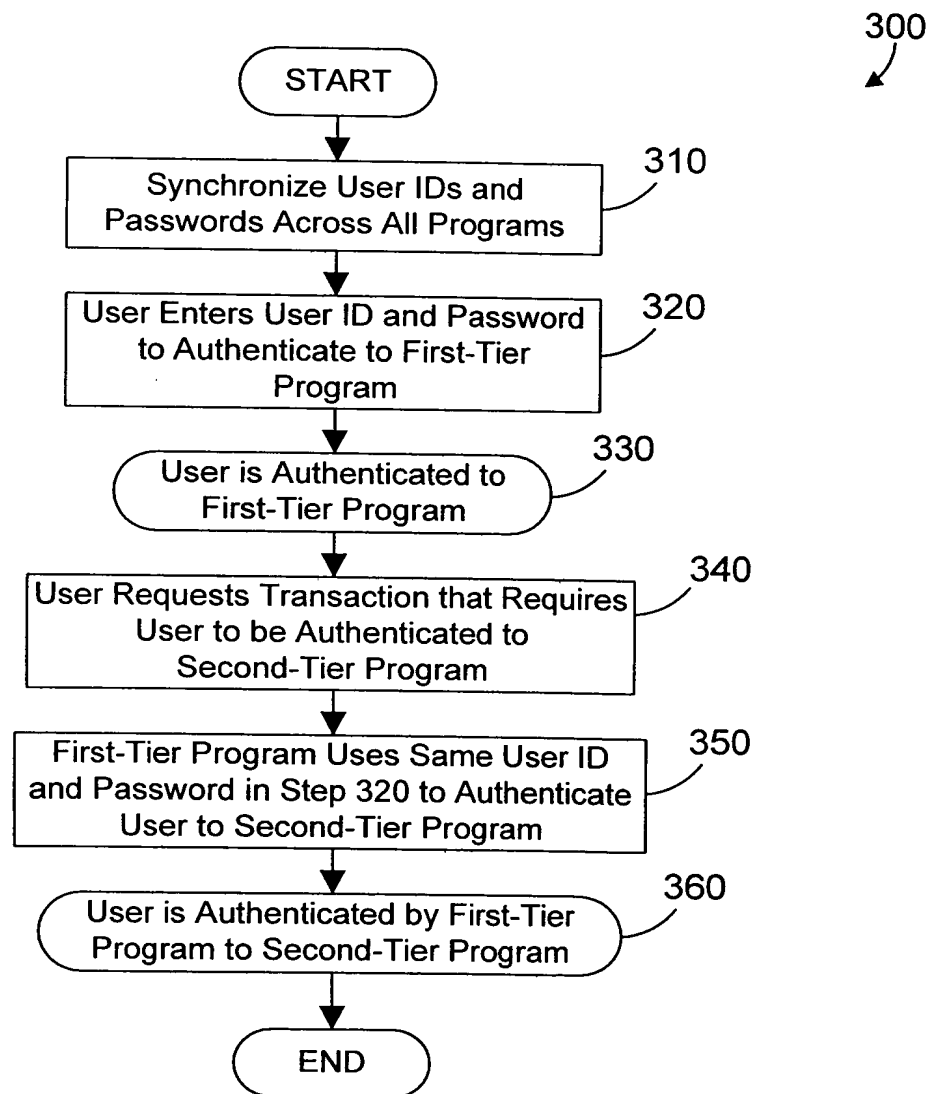 300
START
310
Synchronize User IDs and
Passwords Across All Programs
320
User Enters User ID and Password
to Authenticate to First-Tier
Program
330
User is Authenticated to
First-Tier Program
340
User Requests Transaction that Requires
User to be Authenticated to
Second-Tier Program
350
First-Tier Program Uses Same User ID
and Password in Step 320 to Authenticate
User to Second-Tier Program
360
User is Authenticated by First-Tier
Program to Second-Tier Program
END